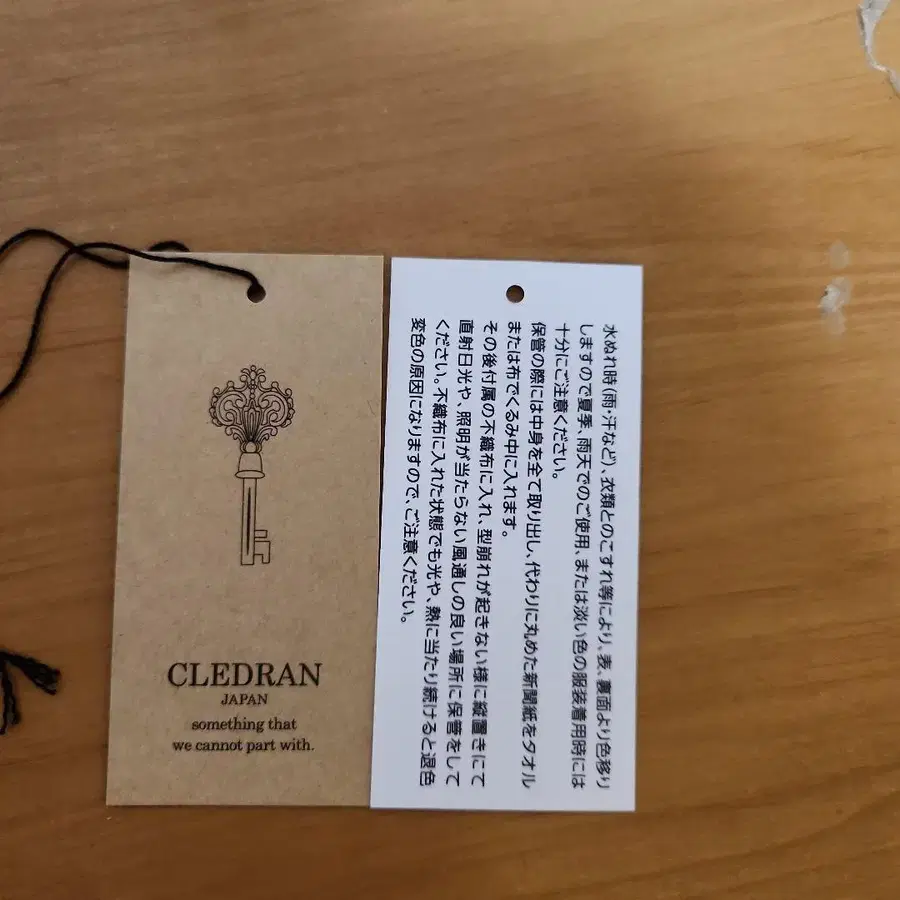 CLEDRAN
JAPAN
something that
we cannot part with.
水ぬれ時(雨・汗など)、衣類とのこすれ等により、表、裏面より色移り
しますので夏季、雨天でのご使用、または淡い色の服装着用時には
十分にご注意ください。
保管の際には中身を全て取り出し、代わりに丸めた新聞紙をタオル
または布でくるみ中に入れます。
その後付属の不織布に入れ、型崩れが起きない様に縦置きにて
直射日光や、照明が当たらない風通しの良い場所に保管をして
ください。不織布に入れた状態でも光や、熱に当たり続けると退色
変色の原因になりますので、ご注意ください。